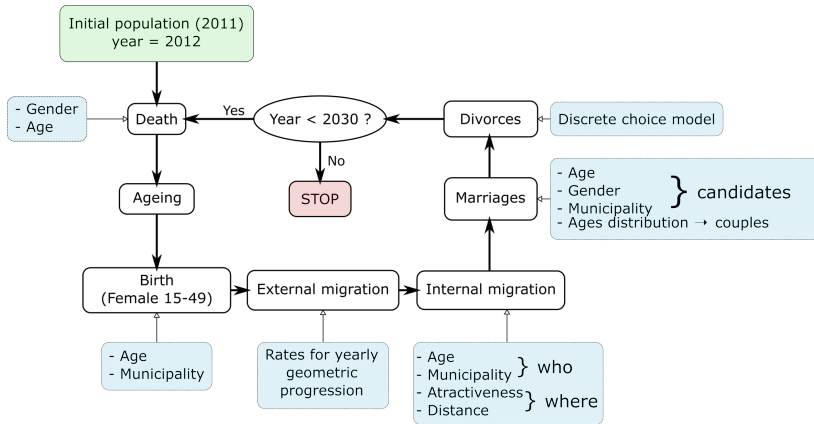 Initial population (2011)
year = 2012
- Gender
- Age
Death
Yes
Year < 2030 ?
No
STOP
Divorces
Discrete choice model
Ageing
Marriages
- Age
- Gender
- Municipality
} candidates
- Ages distribution → couples
Birth
(Female 15-49)
External migration
Internal migration
- Age
- Municipality
Rates for yearly
geometric
progression
- Age
- Municipality
} who
- Atractiveness
- Distance
} where